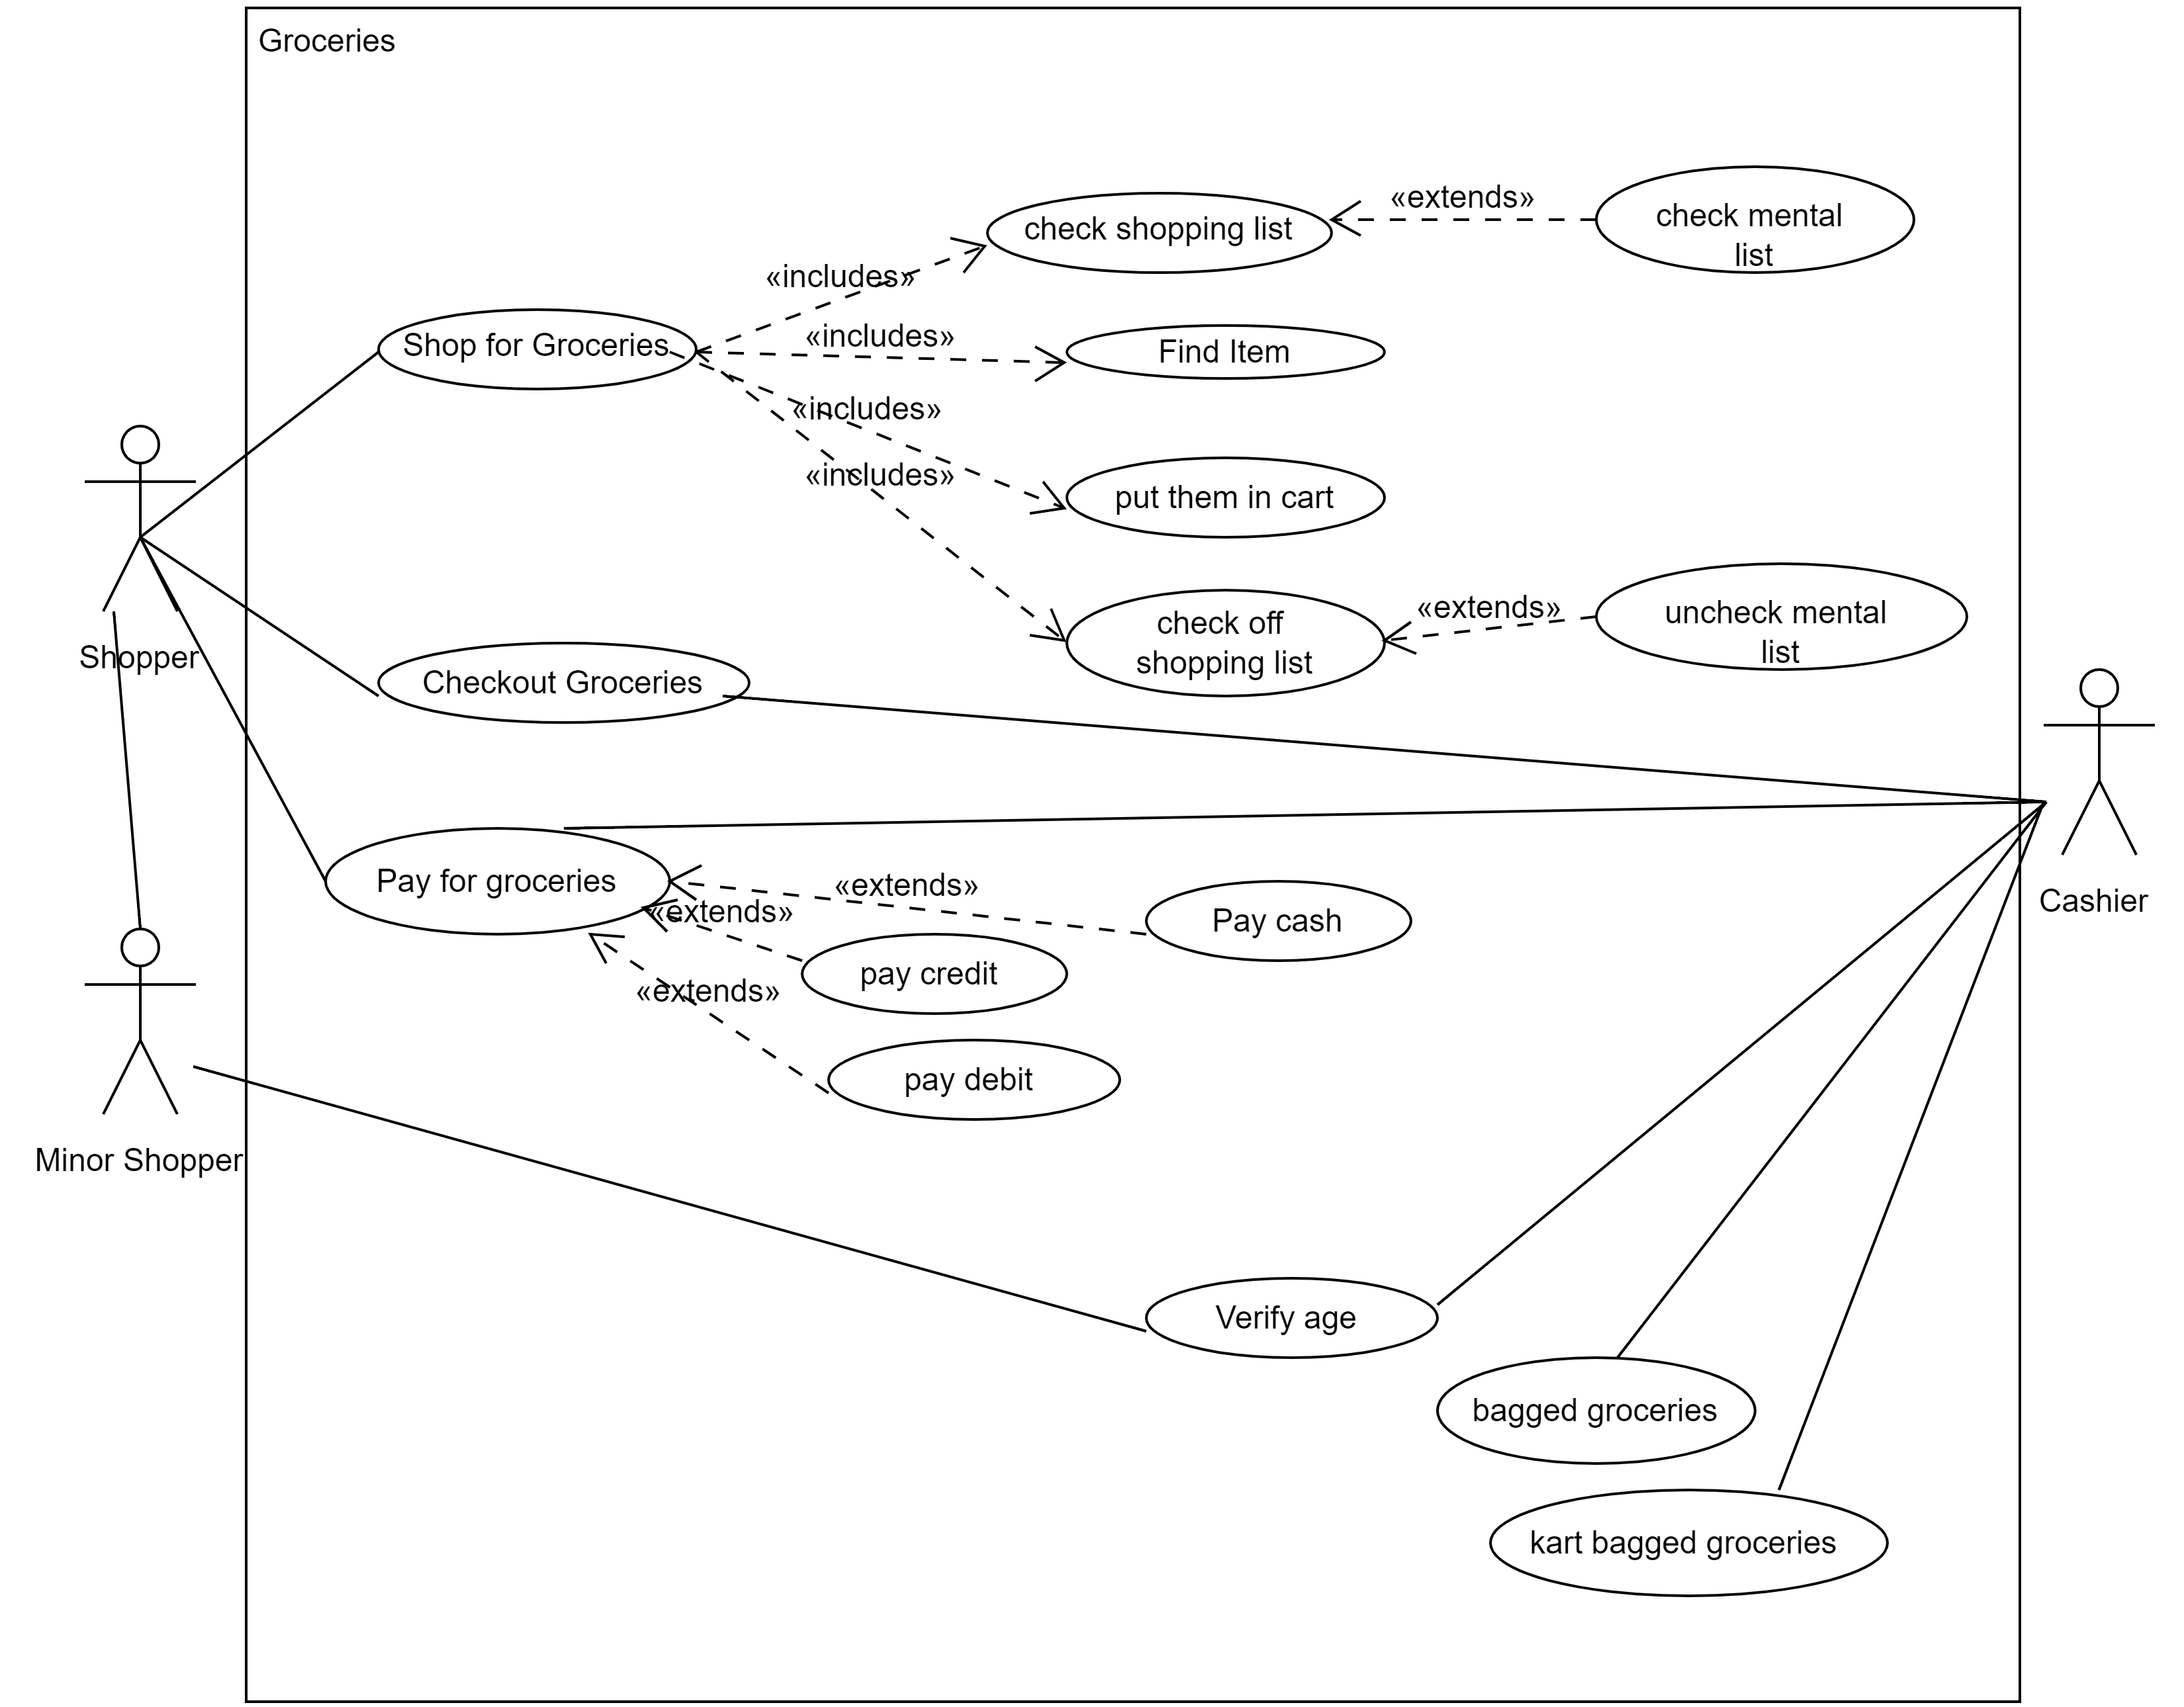 Groceries
check shopping list
«extends»
check mental
list
«includes»
Shop for Groceries
«includes»
Find Item
«includes»
«includes»
put them in cart
check off
shopping list
«extends»
uncheck mental
list
Shopper
Checkout Groceries
Pay for groceries
«extends»
Pay cash
Cashier
«extends»
pay credit
«extends»
pay debit
Minor Shopper
Verify age
bagged groceries
kart bagged groceries